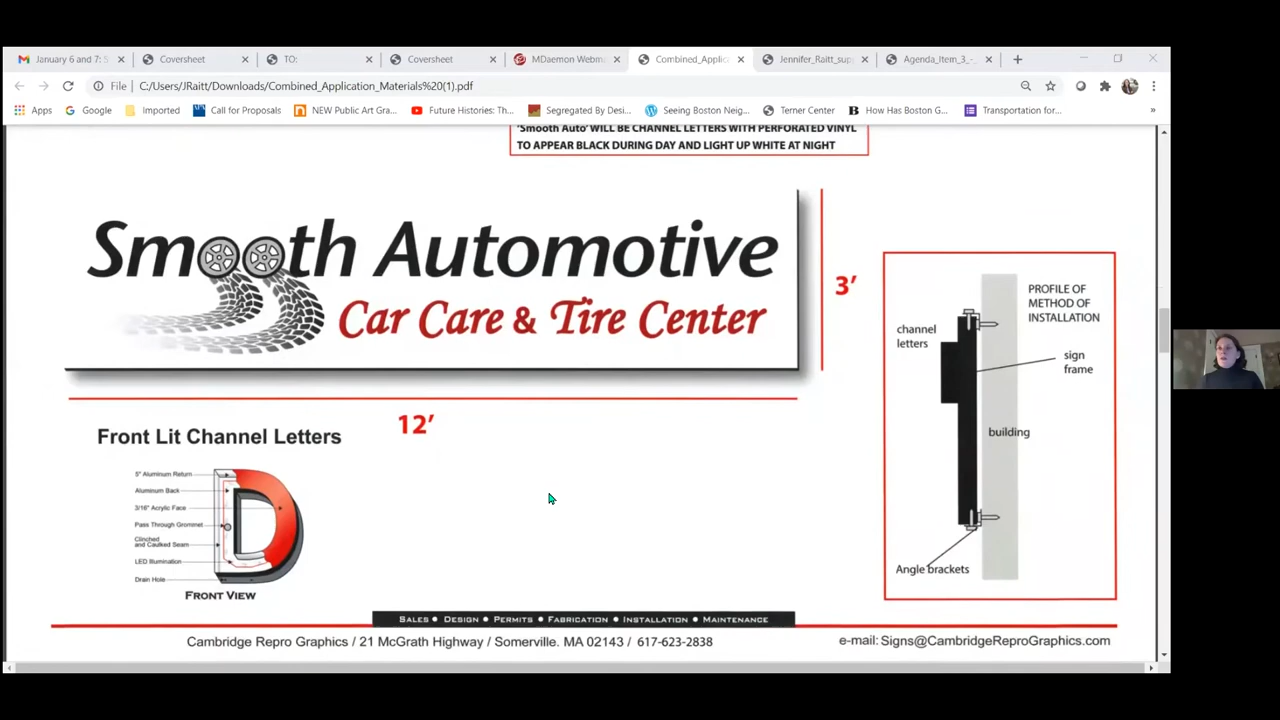 January 6 and 7: 5
Coversheet
TO:
Coversheet
MDaemon Webm
Combined_Applic
Jennifer_Raitt_sup
Agenda_Item_3_-
File
C:/Users/JRaitt/Downloads/Combined_Application_Materials%20(1).pdf
Apps
Google
Imported
Call for Proposals
NEW Public Art Gra...
Future Histories: Th...
Segregated By Desi...
Seeing Boston Neig...
Terner Center
How Has Boston G...
Transportation for...
»
'Smooth Auto' WILL BE CHANNEL LETTERS WITH PERFORATED VINYL
TO APPEAR BLACK DURING DAY AND LIGHT UP WHITE AT NIGHT
Smooth Automotive
Car Care & Tire Center
3'
12'
PROFILE OF
METHOD OF
INSTALLATION
channel
letters
sign
frame
building
Angle brackets
Front Lit Channel Letters
5" Aluminum Return
Aluminum Back
3/16" Acrylic Face
Pass Through Grommet
Clinched
and Caulked Seam
LED Illumination
Drain Hole
FRONT VIEW
SALES ● DESIGN ● PERMITS ● FABRICATION ● INSTALLATION ● MAINTENANCE
Cambridge Repro Graphics / 21 McGrath Highway / Somerville. MA 02143 / 617-623-2838
e-mail: Signs@CambridgeReproGraphics.com